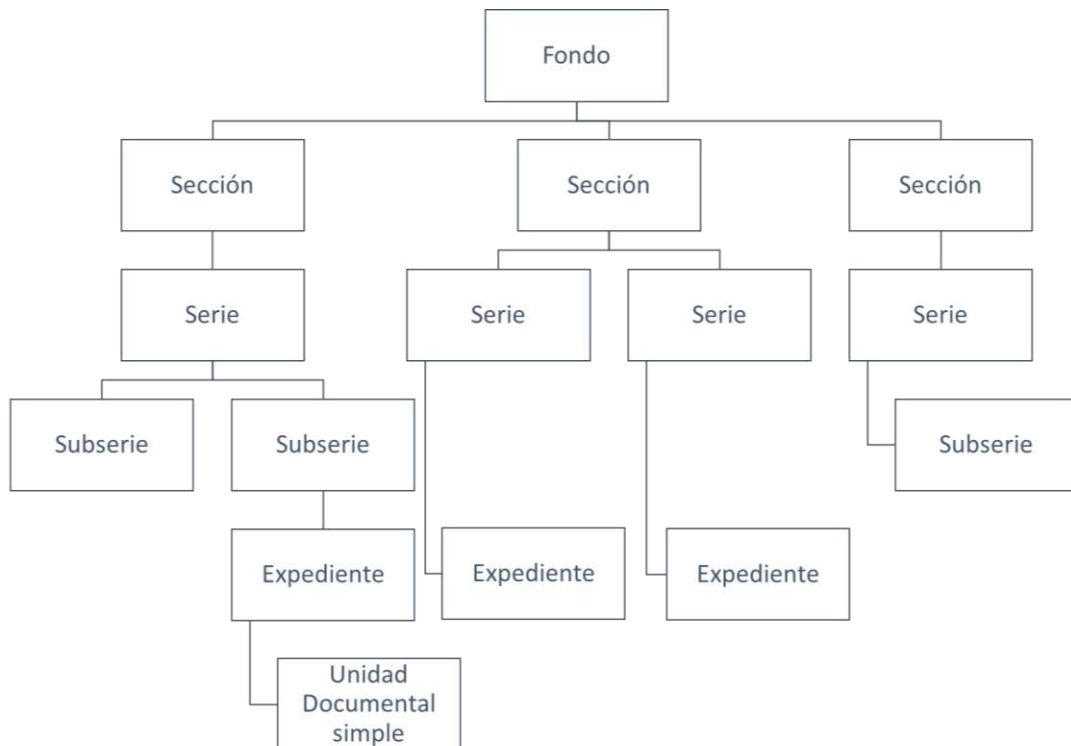 Fondo
Sección
Sección
Sección
Serie
Serie
Serie
Serie
Subserie
Subserie
Subserie
Expediente
Expediente
Expediente
Unidad
Documental
simple